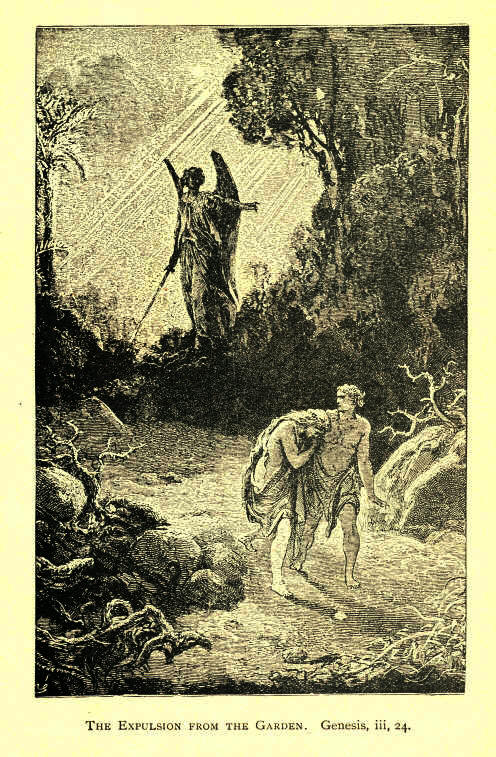 The Expulsion from the Garden. Genesis, iii, 24.